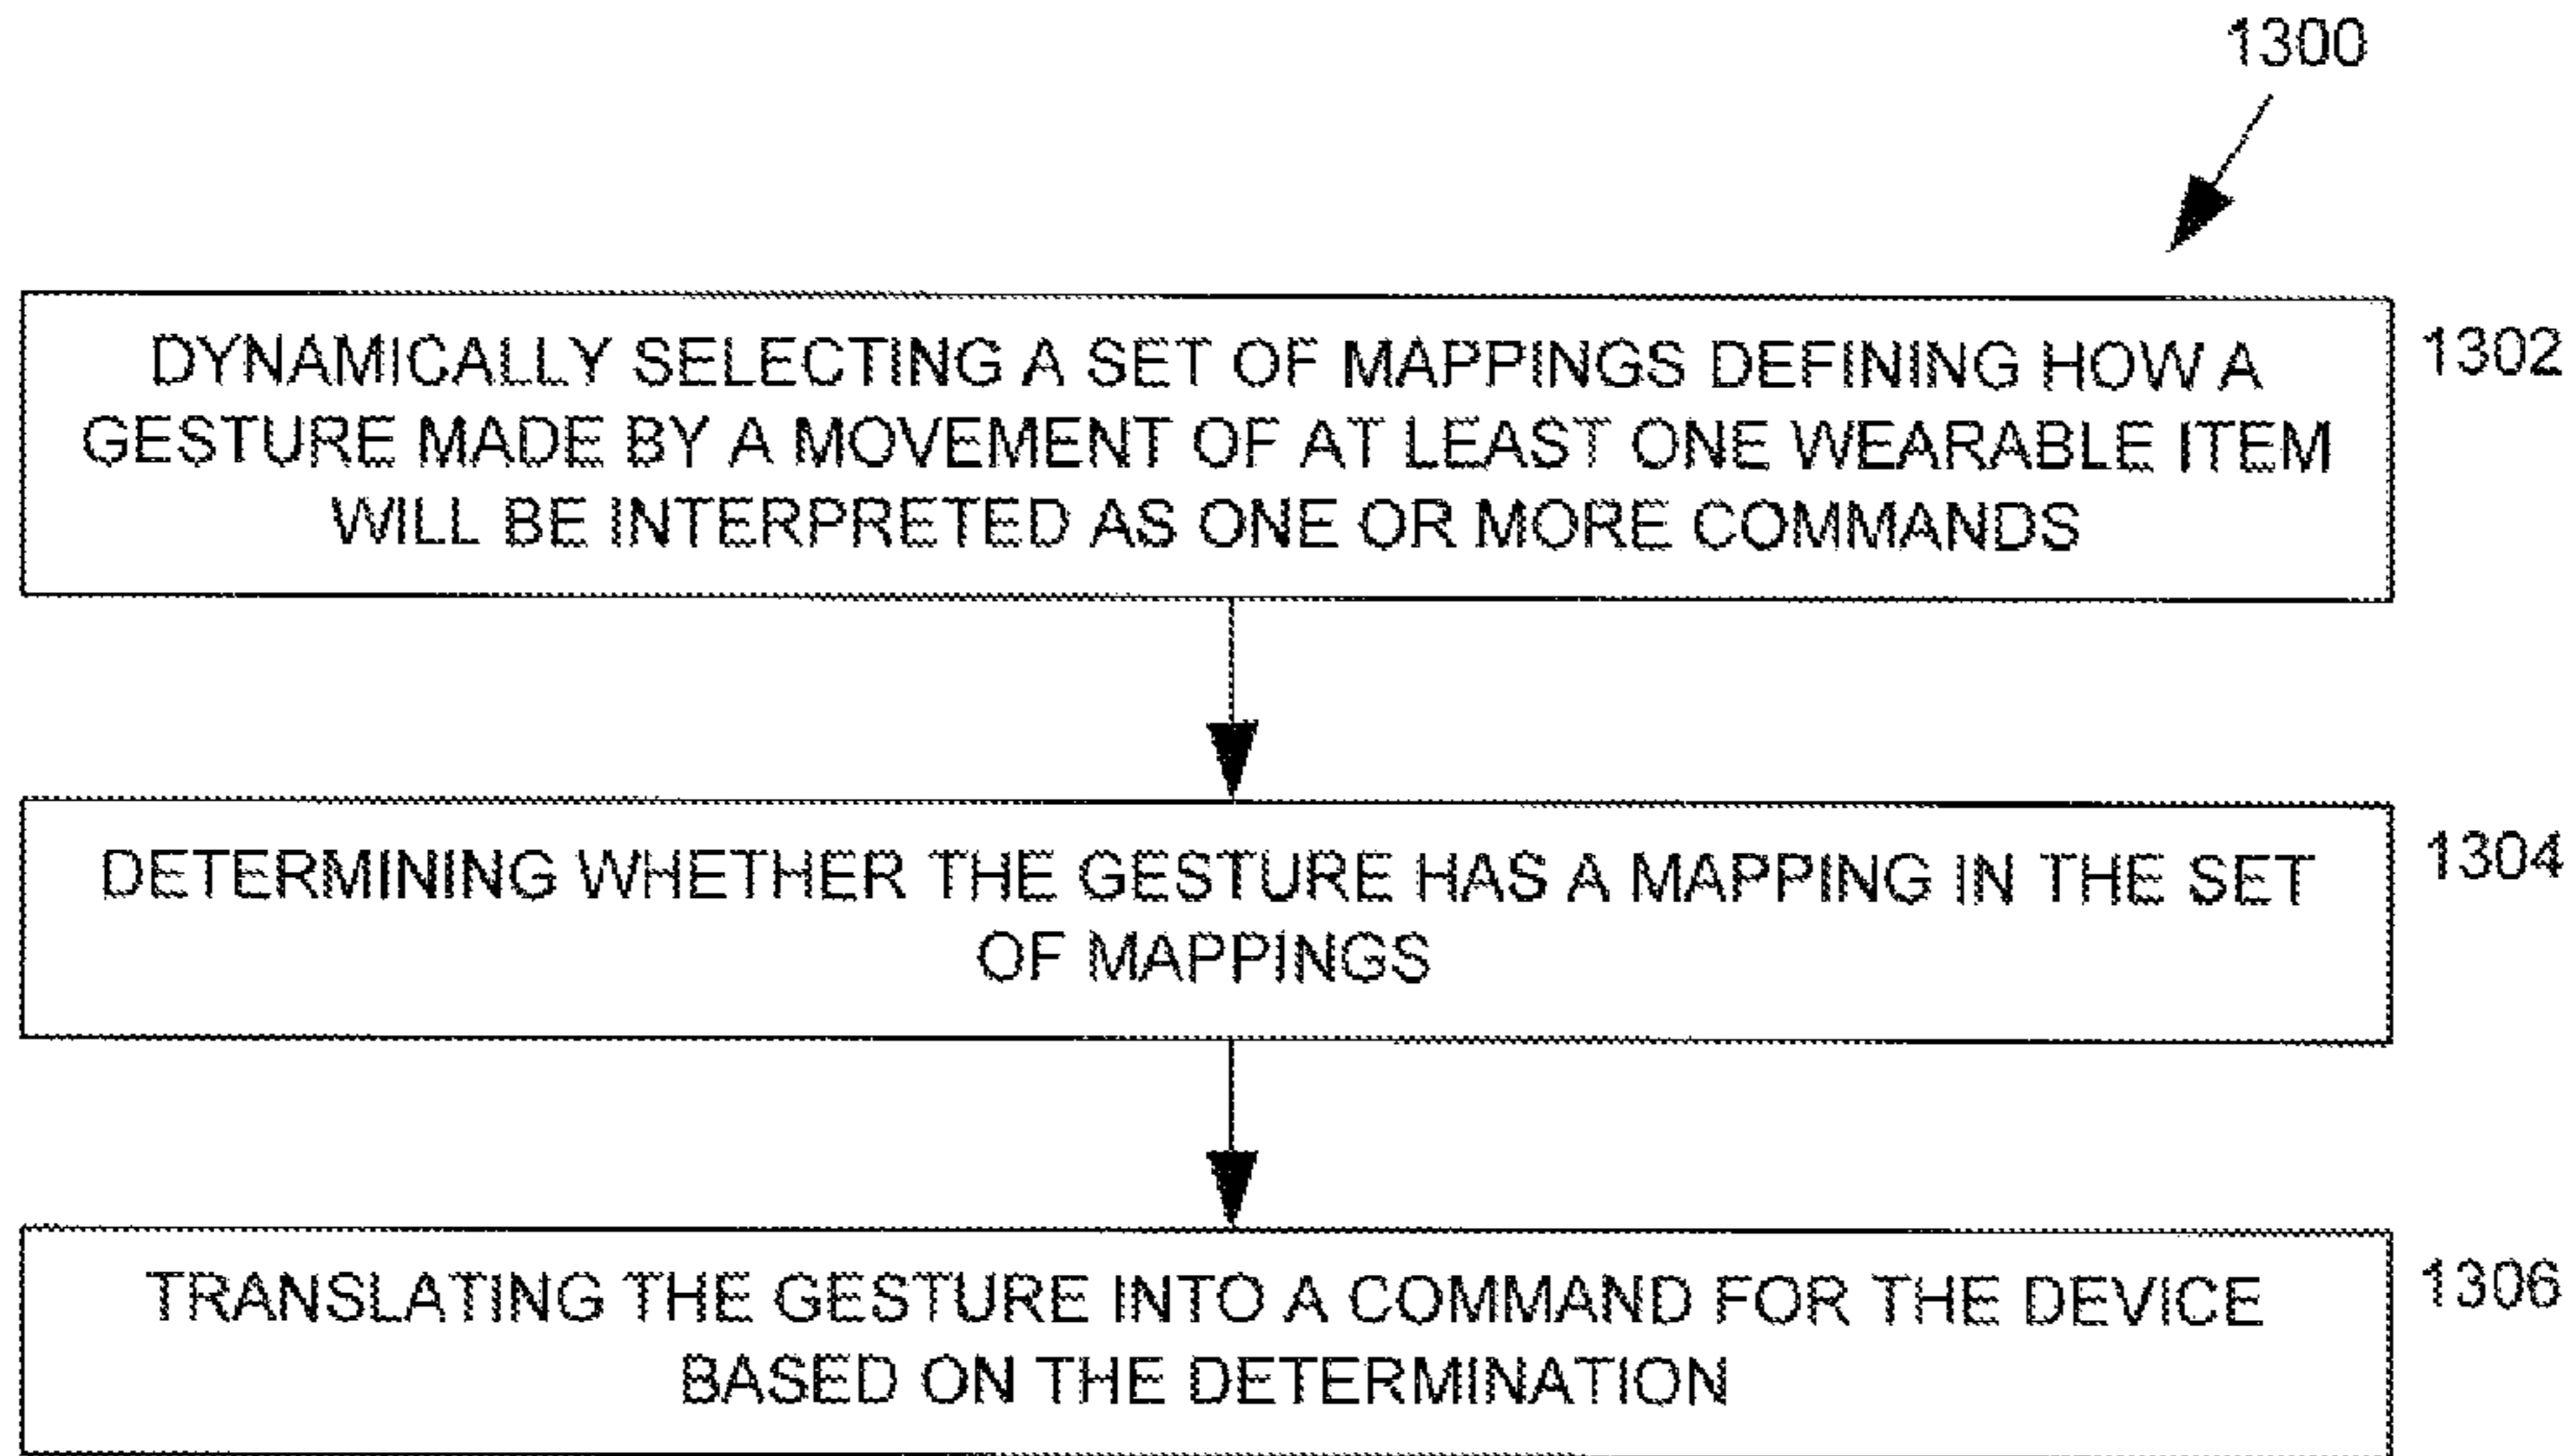 1300
DYNAMICALLY SELECTING A SET OF MAPPINGS DEFINING HOW A
GESTURE MADE BY A MOVEMENT OF AT LEAST ONE WEARABLE ITEM
WILL BE INTERPRETED AS ONE OR MORE COMMANDS
1302
DETERMINING WHETHER THE GESTURE HAS A MAPPING IN THE SET
OF MAPPINGS
1304
TRANSLATING THE GESTURE INTO A COMMAND FOR THE DEVICE
BASED ON THE DETERMINATION
1306